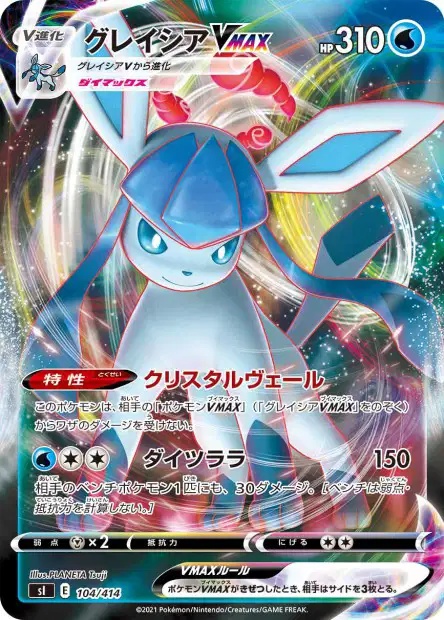 V進化 グレイシアVMAX HP310
グレイシアVから進化
ダイマックス
特性 とくせい クリスタルヴェール
このポケモンは、相手の「ポケモンVMAX」(「グレイシアVMAX」をのぞく)
からワザのダメージを受けない。
ダイツララ 150
相手のベンチポケモン1匹にも、30ダメージ。[ベンチは弱点・
抵抗力を計算しない。]
弱点 ×2 抵抗力 にげる
Illus.PLANETA Tsuji
VMAXルール
ポケモンVMAXがきぜつしたとき、相手はサイドを3枚とる。
sI E 104/414
©2021 Pokémon/Nintendo/Creatures/GAME FREAK.